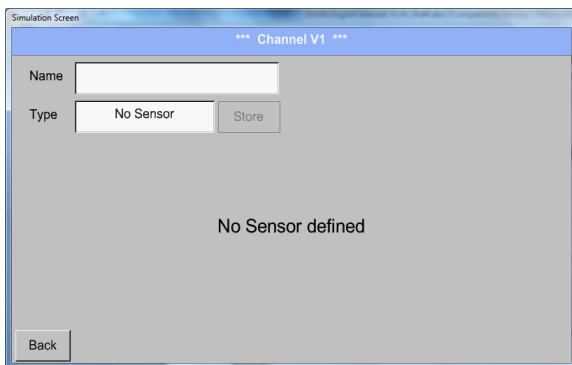 Simulation Screen
*** Channel V1 ***
Name
Type No Sensor Store
No Sensor defined
Back